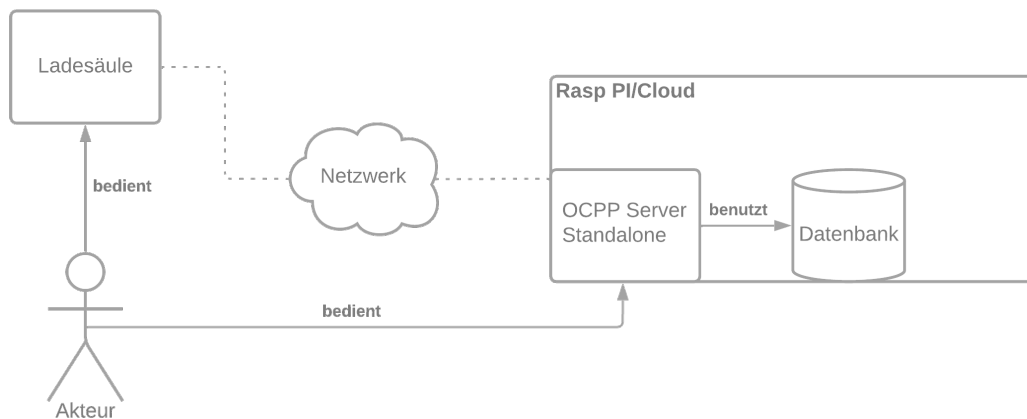 Ladesäule
Rasp PI/Cloud
Netzwerk
bedient
OCPP Server
Standalone
benutzt
Datenbank
bedient
Akteur